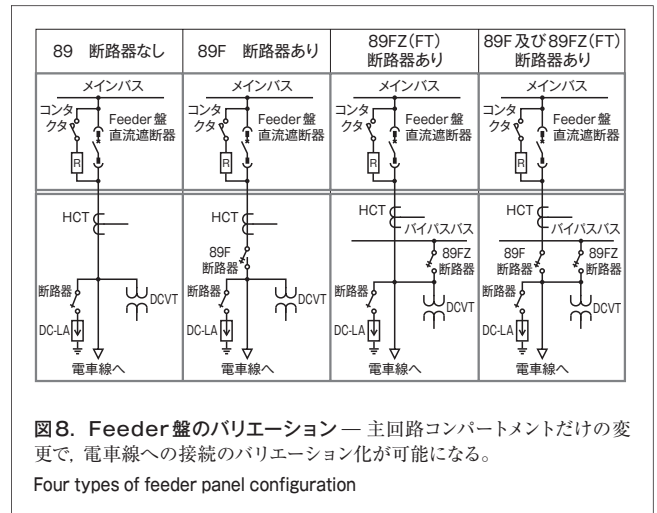 89 断路器なし
89F 断路器あり
89FZ(FT)
断路器あり
89F及び89FZ(FT)
断路器あり
メインバス
コンタ
クタ
Feeder盤
直流遮断器
R
メインバス
コンタ
クタ
Feeder盤
直流遮断器
R
メインバス
コンタ
クタ
Feeder盤
直流遮断器
R
メインバス
コンタ
クタ
Feeder盤
直流遮断器
R
HCT
断路器
DCVT
DC-LA
電車線へ
HCT
89F
断路器
断路器
DCVT
DC-LA
電車線へ
HCT
バイパスバス
89FZ
断路器
断路器
DCVT
DC-LA
電車線へ
HCT
バイパスバス
89F
断路器
89FZ
断路器
断路器
DCVT
DC-LA
電車線へ
図8. Feeder盤のバリエーション ― 主回路コンパートメントだけの変
更で，電車線への接続のバリエーション化が可能になる。
Four types of feeder panel configuration